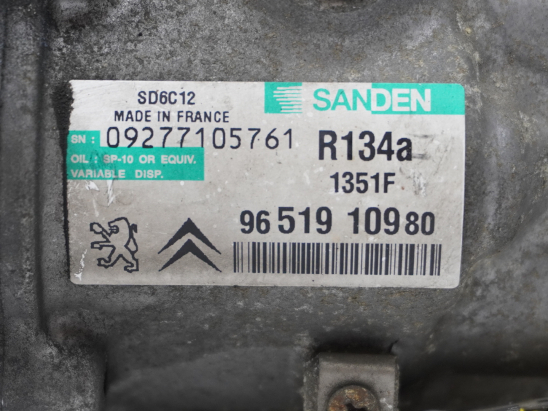 SD6C12
MADE IN FRANCE
SANDEN
SN : 09277105761
OIL : SP-10 OR EQUIV.
VARIABLE DISP.
R134a
1351F
96 519 109 80